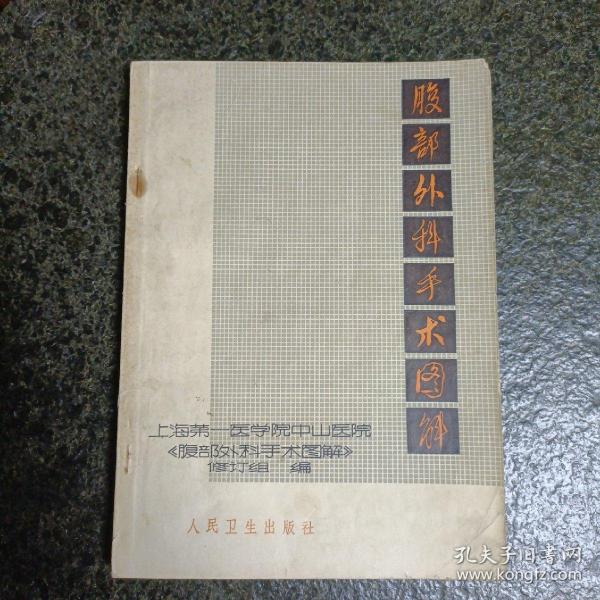 腹部外科手术图解
上海第一医学院中山医院
《腹部外科手术图解》
修订组 编
人民卫生出版社
孔夫子旧书网
www.kongfz.com